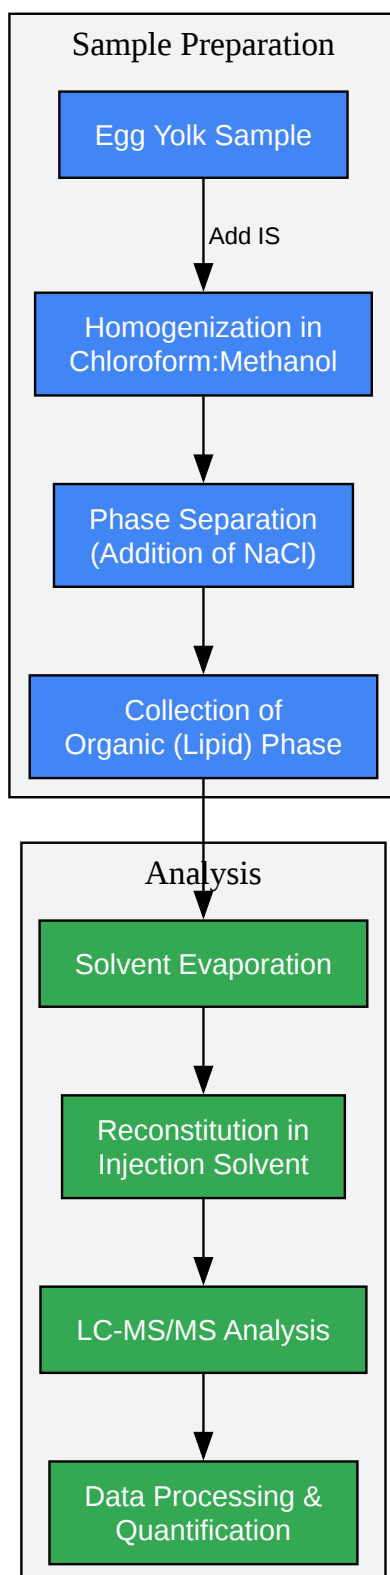 Sample Preparation
Egg Yolk Sample
Add IS
Homogenization in
Chloroform:Methanol
Phase Separation
(Addition of NaCl)
Collection of
Organic (Lipid) Phase
Analysis
Solvent Evaporation
Reconstitution in
Injection Solvent
LC-MS/MS Analysis
Data Processing &
Quantification